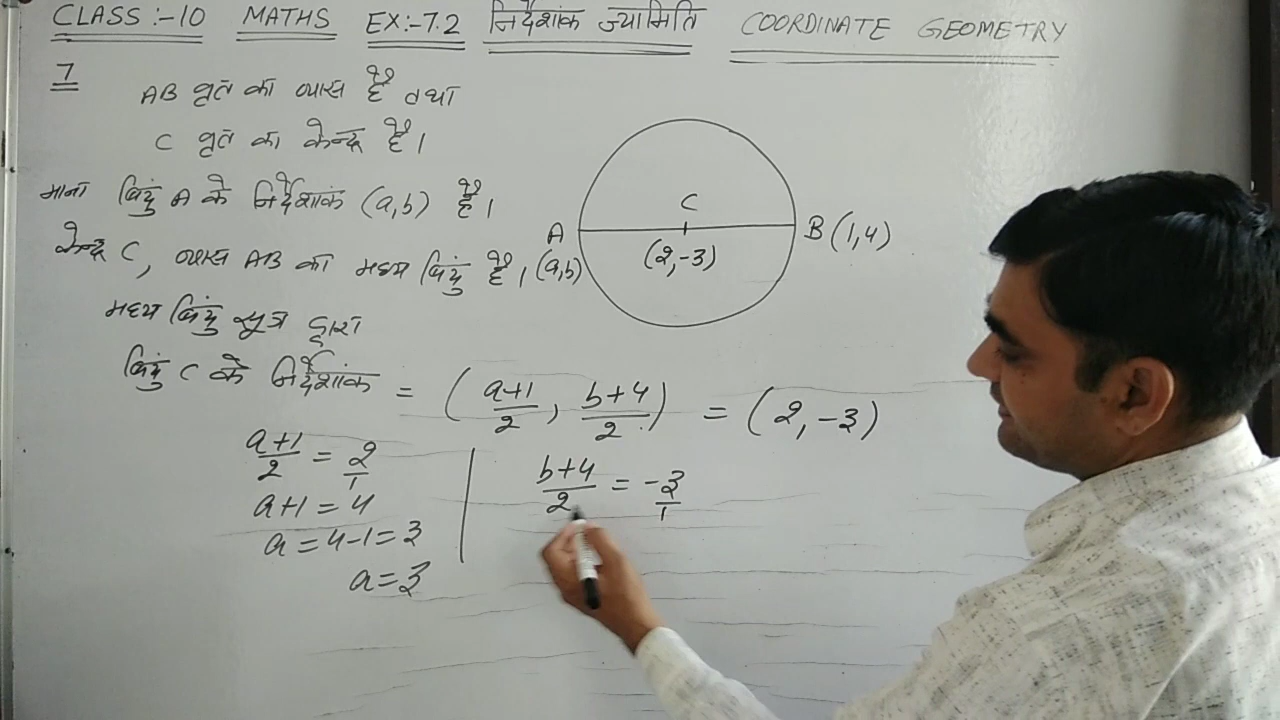 CLASS :- 10 MATHS EX:-7.2 निर्देशांक ज्यामिति COORDINATE GEOMETRY
7 AB वृत का व्यास है तथा
C वृत का केन्द्र है।
माना बिंदु A के निर्देशांक (a,b) है।
केन्द्र C, व्यास AB का मध्य बिंदु है।
मध्य बिंदु सूत्र द्वारा
C
A
B (1,4)
(2,-3)
(a,b)
बिंदु C के निर्देशांक = (a+1/2, b+4/2) = (2,-3)
a+1/2 = 2/1
a+1 = 4
a = 4-1 = 3
a = 3
b+4/2 = -3/1